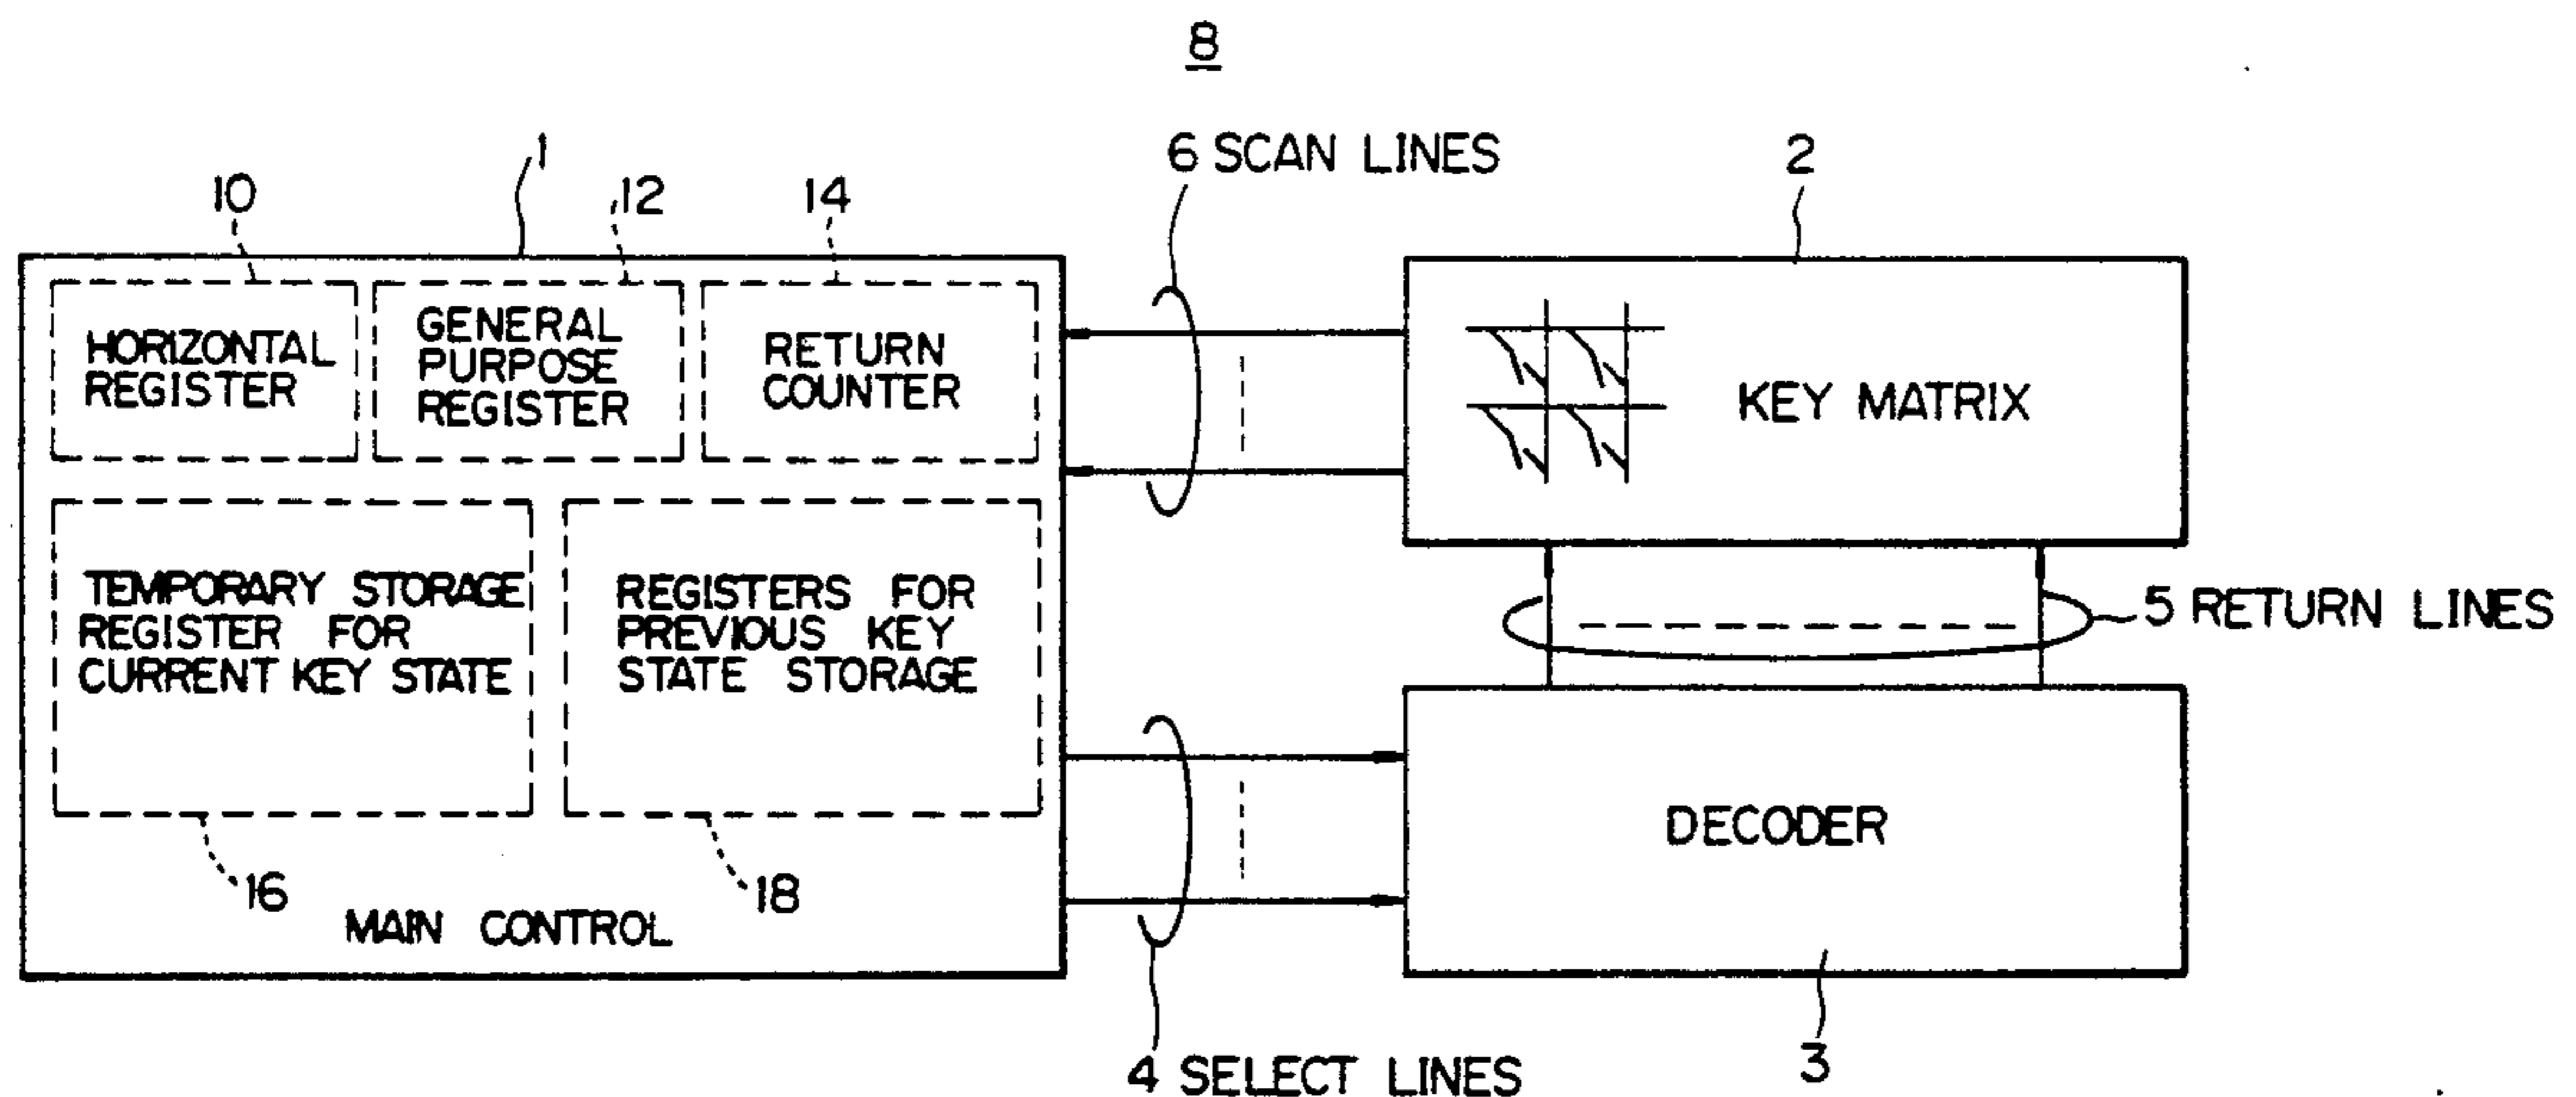 8
1
6 SCAN LINES
2
10
12
14
HORIZONTAL
REGISTER
GENERAL
PURPOSE
REGISTER
RETURN
COUNTER
KEY MATRIX
TEMPORARY STORAGE
REGISTER FOR
CURRENT KEY STATE
REGISTERS FOR
PREVIOUS KEY
STATE STORAGE
5 RETURN LINES
DECODER
16
18
MAIN CONTROL
4 SELECT LINES
3